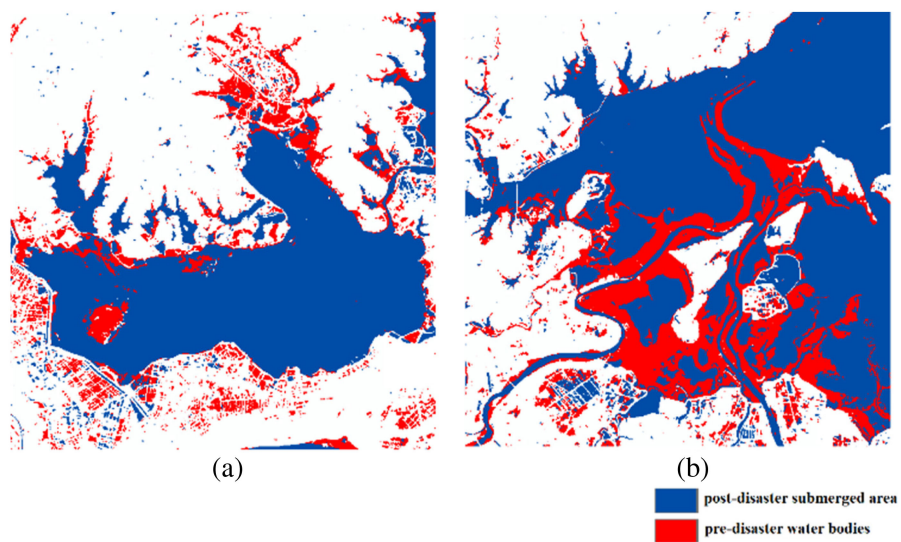 (a)
(b)
post-disaster submerged area
pre-disaster water bodies